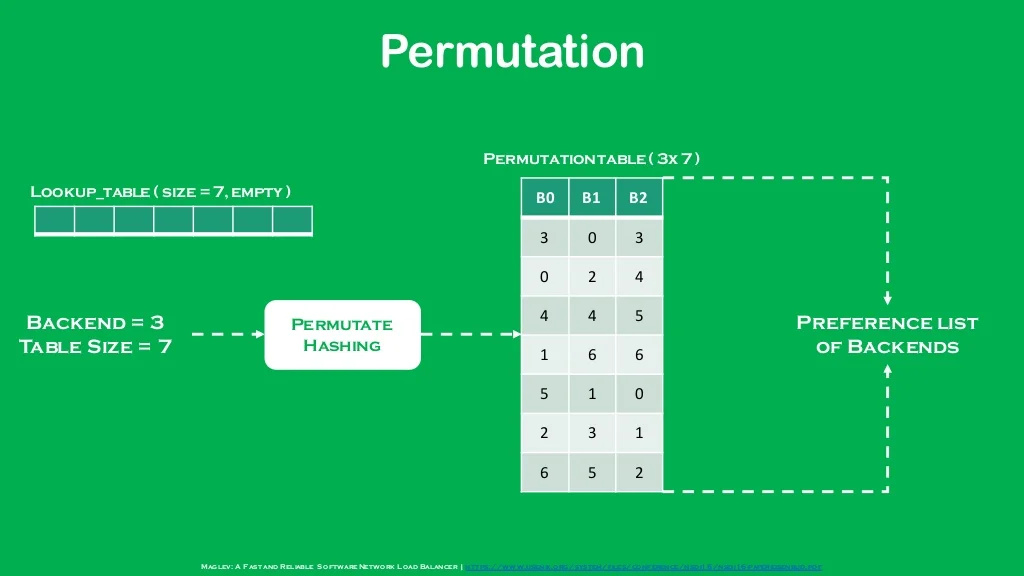 Permutation
Permutation table ( 3x 7 )
Lookup_table ( size = 7, empty )
B0 B1 B2
3 0 3
0 2 4
4 4 5
1 6 6
5 1 0
2 3 1
6 5 2
Backend = 3
Table Size = 7
Permutate
Hashing
Preference list
of Backends
Maglev: A Fast and Reliable Software Network Load Balancer |